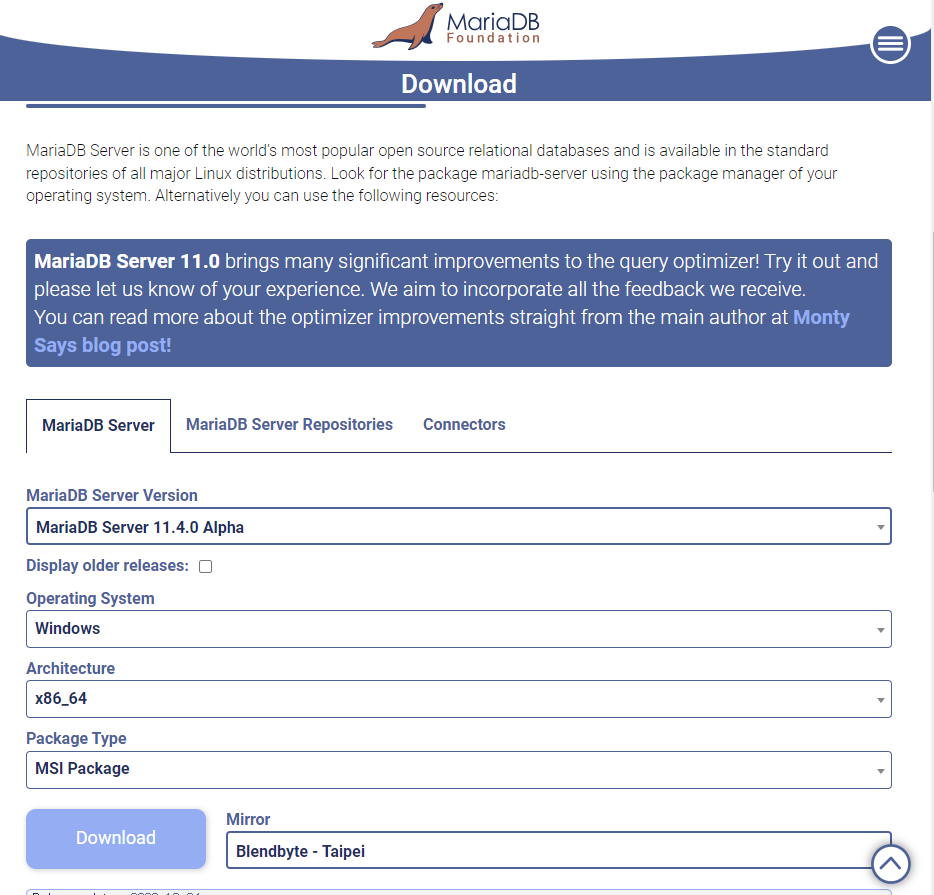 MariaDB
Foundation
Download
MariaDB Server is one of the world's most popular open source relational databases and is available in the standard
repositories of all major Linux distributions. Look for the package mariadb-server using the package manager of your
operating system. Alternatively you can use the following resources:
MariaDB Server 11.0 brings many significant improvements to the query optimizer! Try it out and
please let us know of your experience. We aim to incorporate all the feedback we receive.
You can read more about the optimizer improvements straight from the main author at Monty
Says blog post!
MariaDB Server MariaDB Server Repositories Connectors
MariaDB Server Version
MariaDB Server 11.4.0 Alpha
Display older releases:
Operating System
Windows
Architecture
x86_64
Package Type
MSI Package
Download
Mirror
Blendbyte - Taipei